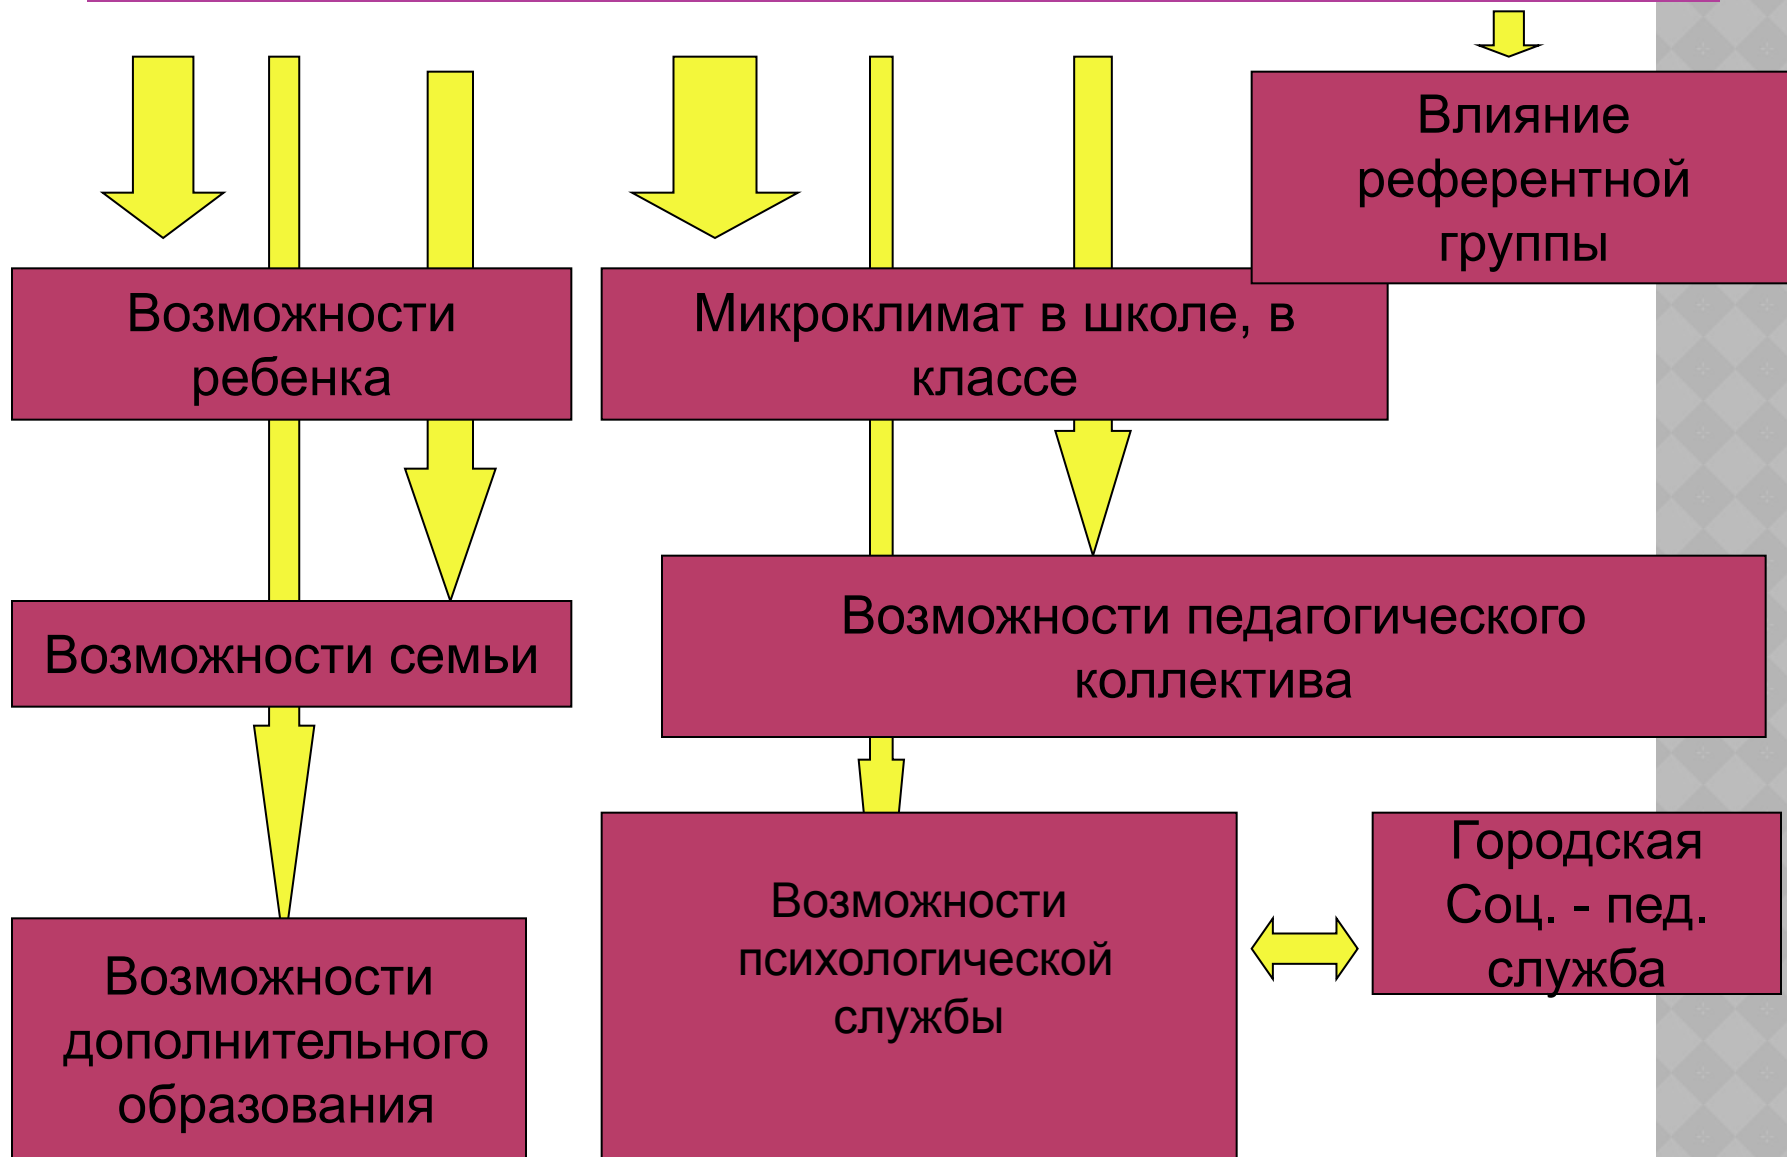 Влияние
референтной
группы
Возможности
ребенка
Микроклимат в школе, в
классе
Возможности семьи
Возможности педагогического
коллектива
Возможности
дополнительного
образования
Возможности
психологической
службы
Городская
Соц. - пед.
служба